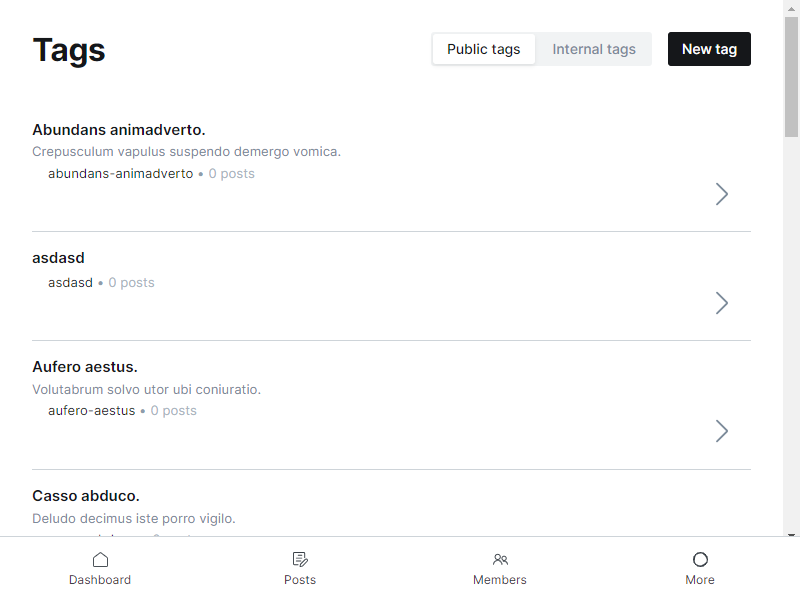 Tags
Public tags
Internal tags
New tag
Abundans animadverto.
Crepusculum vapulus suspendo demergo vomica.
abundans-animadverto • 0 posts
asdasd
asdasd • 0 posts
Aufero aestus.
Volutabrum solvo utor ubi coniuratio.
aufero-aestus • 0 posts
Casso abduco.
Deludo decimus iste porro vigilo.
Dashboard
Posts
Members
More